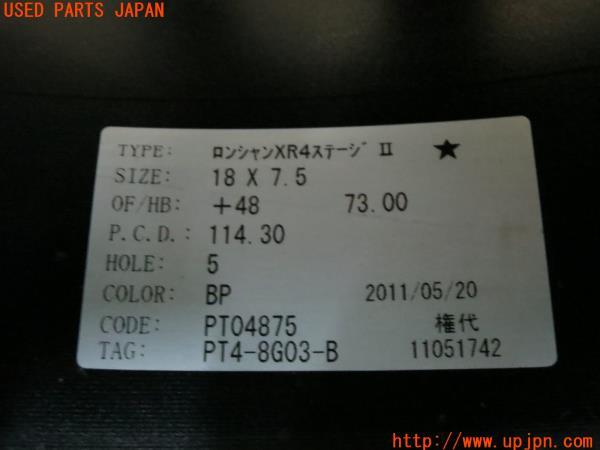 USED PARTS JAPAN
TYPE: ロンシャンXR4ステージ II ★
SIZE: 18 X 7.5
OF/HB: +48 73.00
P.C.D.: 114.30
HOLE: 5
COLOR: BP 2011/05/20
CODE: PT04875 権代
TAG: PT4-8G03-B 11051742
http://www.upjpn.com/